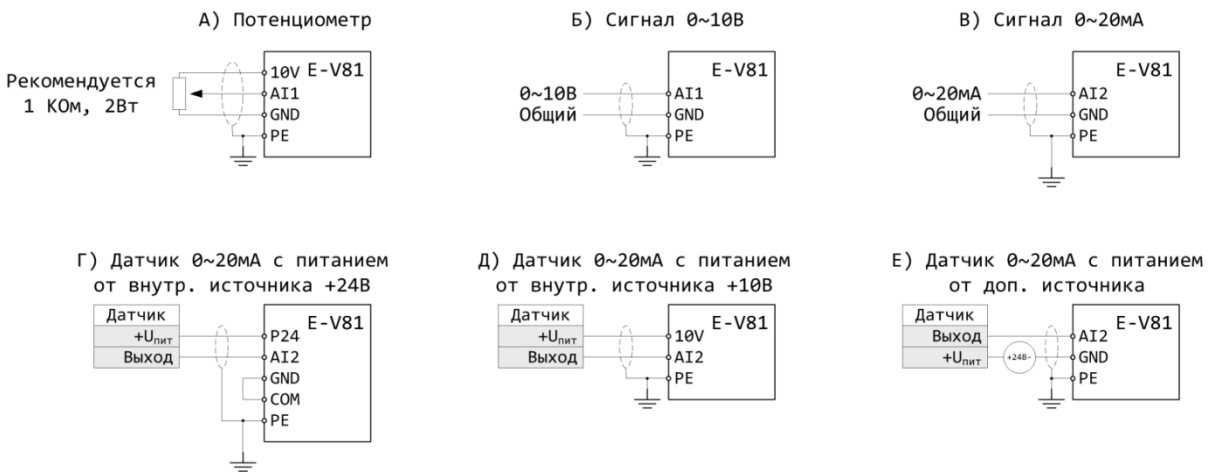 А) Потенциометр
Рекомендуется
1 КОм, 2Вт
10V E-V81
AI1
GND
PE
Б) Сигнал 0~10В
E-V81
0~10В AI1
Общий GND
PE
В) Сигнал 0~20мА
E-V81
0~20мА AI2
Общий GND
PE
Г) Датчик 0~20мА с питанием
от внутр. источника +24В
Датчик E-V81
+Uпит P24
Выход AI2
GND
COM
PE
Д) Датчик 0~20мА с питанием
от внутр. источника +10В
Датчик E-V81
+Uпит 10V
Выход AI2
PE
Е) Датчик 0~20мА с питанием
от доп. источника
Датчик E-V81
Выход AI2
+Uпит +24В- GND
PE